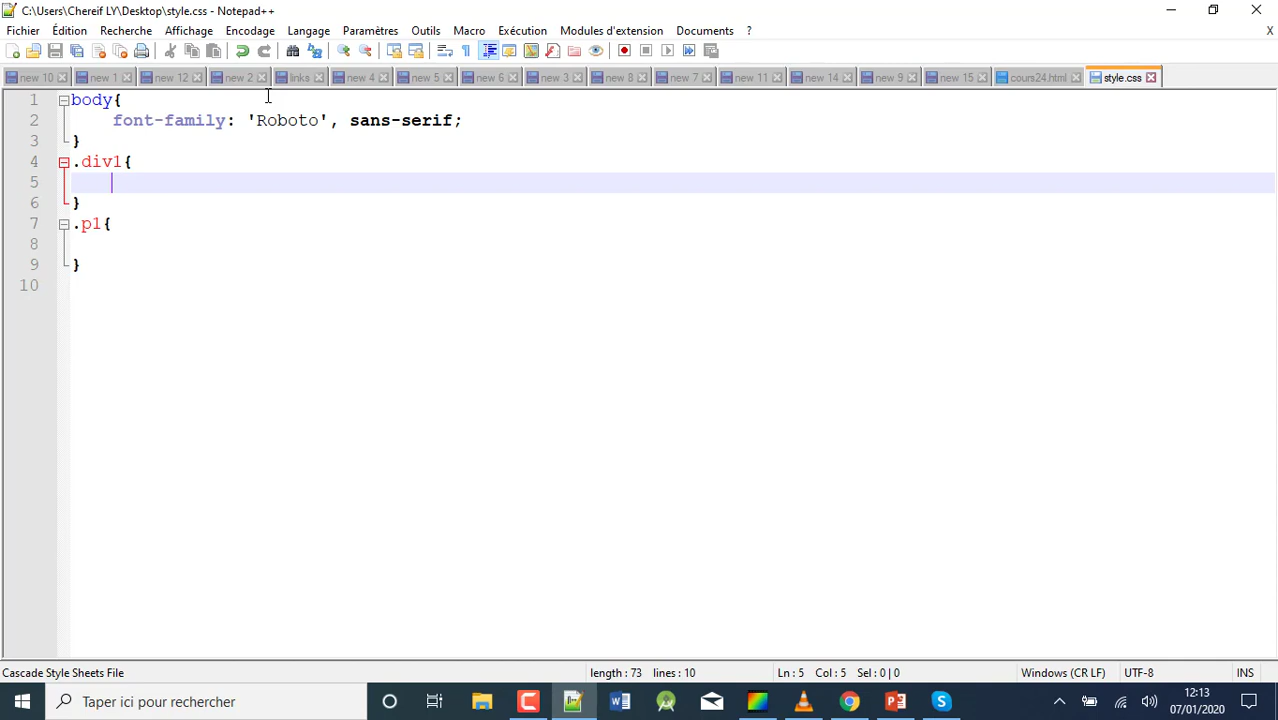 C:\Users\Chereif LY\Desktop\style.css - Notepad++
Fichier Édition Recherche Affichage Encodage Langage Paramètres Outils Macro Exécution Modules d'extension Documents ? X
new 10 new 1 new 12 new 2 links new 4 new 5 new 6 new 3 new 8 new 7 new 11 new 14 new 9 new 15 cours24.html style.css
1 body{
2 font-family: 'Roboto', sans-serif;
3 }
4 .div1{
5
6 }
7 .p1{
8
9 }
10
Cascade Style Sheets File length : 73 lines : 10 Ln : 5 Col : 5 Sel : 0 | 0 Windows (CR LF) UTF-8 INS
Taper ici pour rechercher 12:13
07/01/2020